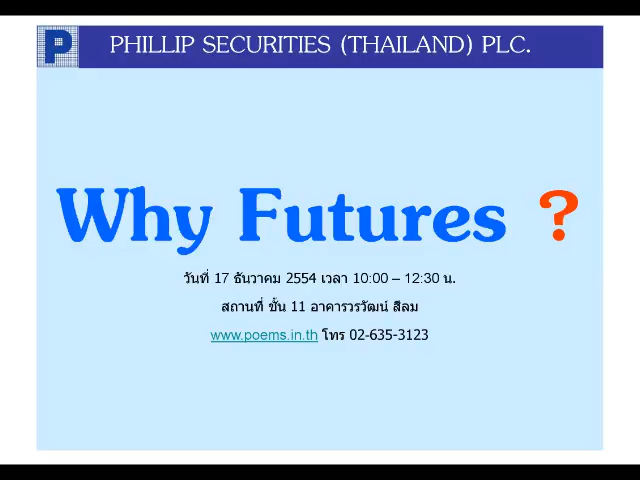 P
PHILLIP SECURITIES (THAILAND) PLC.
Why Futures ?
วันที่ 17 ธันวาคม 2554 เวลา 10:00 – 12:30 น.
สถานที่ ชั้น 11 อาคารวรวัฒน์ สีลม
www.poems.in.th โทร 02-635-3123